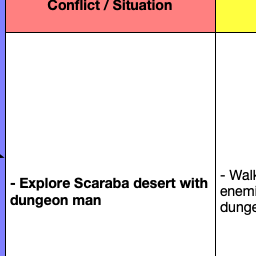 Conflict / Situation
- Explore Scaraba desert with
dungeon man
- Walk
enemi
dunge